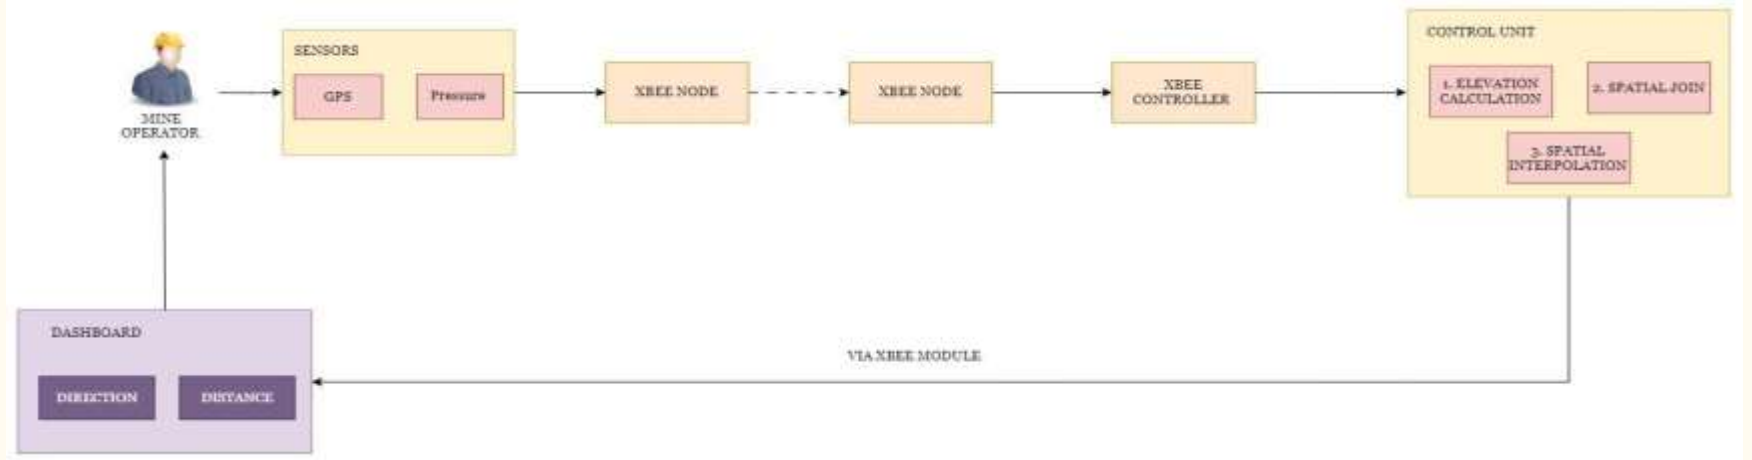 MINE
OPERATOR
SENSORS
GPS
Pressure
XBEE NODE
XBEE NODE
XBEE
CONTROLLER
CONTROL UNIT
1. ELEVATION
CALCULATION
2. SPATIAL JOIN
3. SPATIAL
INTERPOLATION
VIA XBEE MODULE
DASHBOARD
DIRECTION
DISTANCE